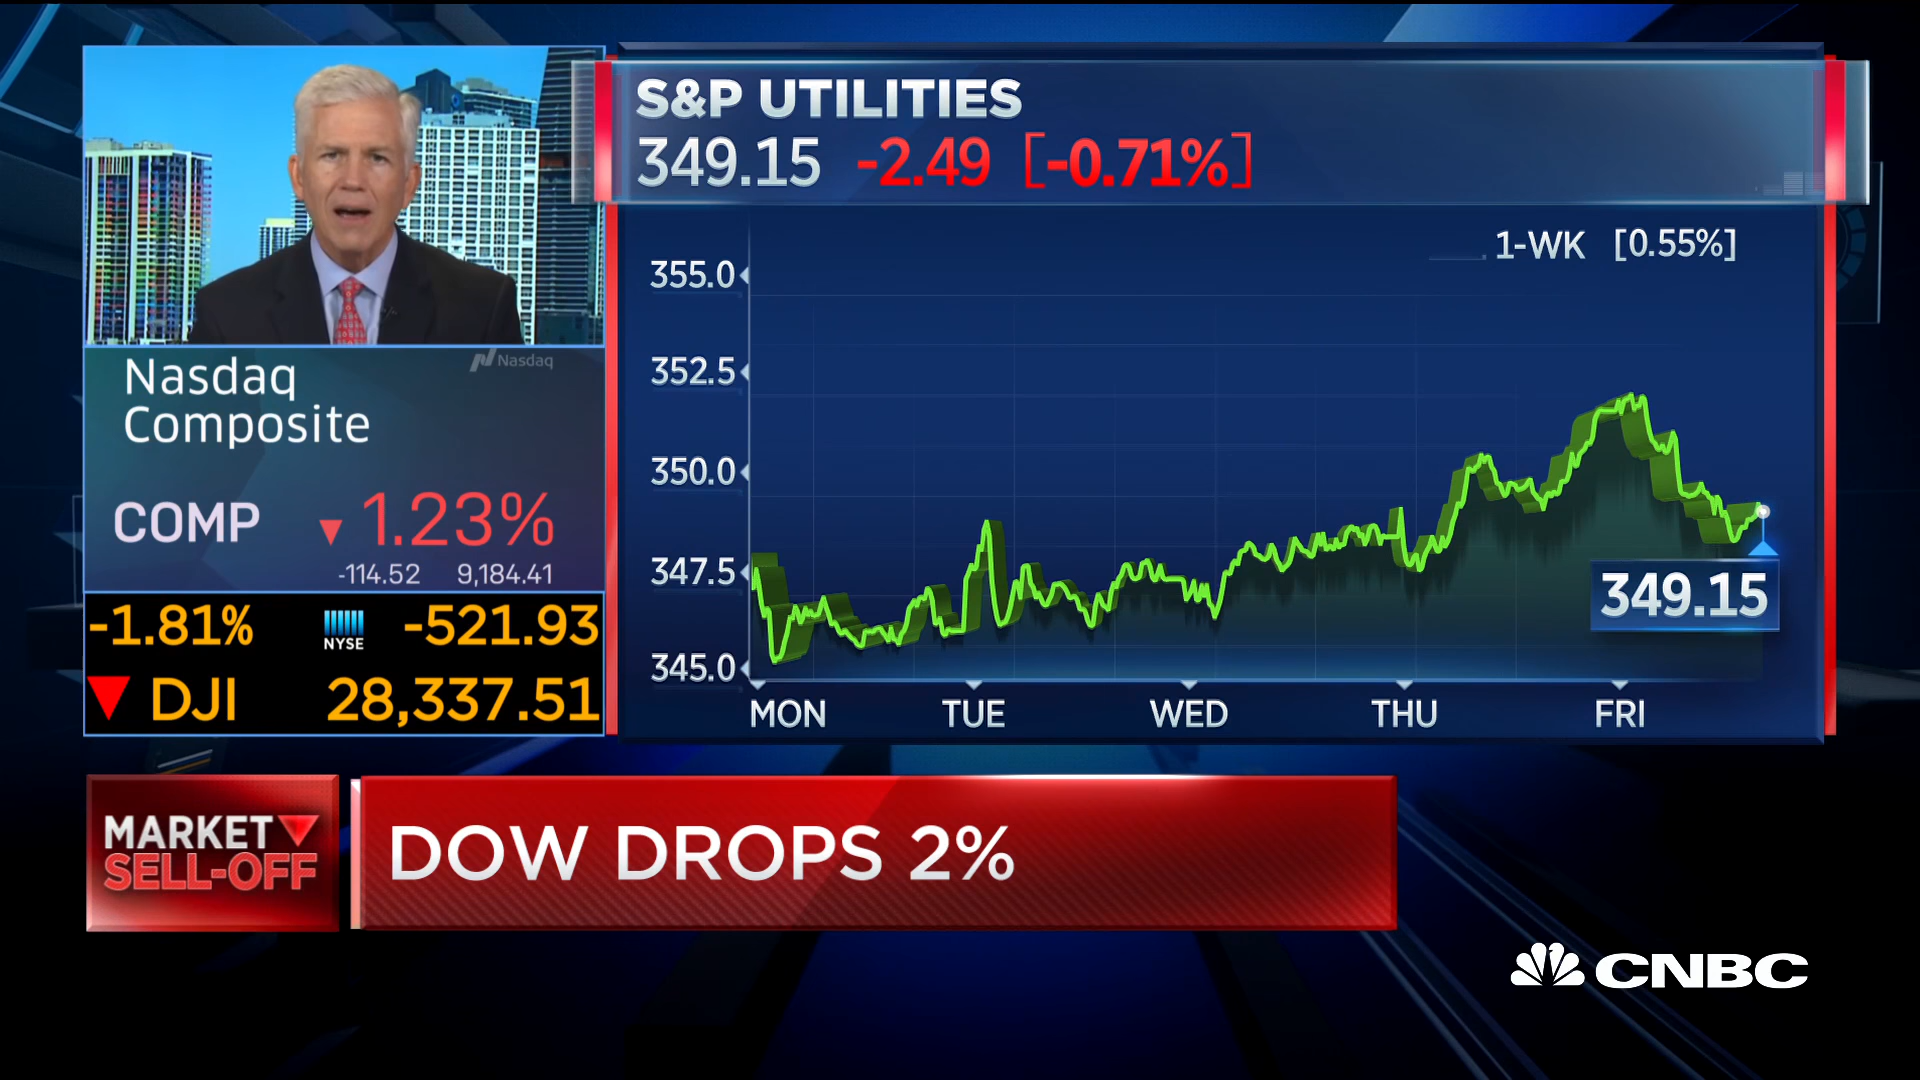 S&P UTILITIES
349.15 -2.49 [-0.71%]
1-WK [0.55%]
355.0
352.5
350.0
347.5
345.0
MON TUE WED THU FRI
349.15
Nasdaq
Nasdaq
Composite
COMP ▼1.23%
-114.52 9,184.41
-1.81% NYSE -521.93
▼ DJI 28,337.51
MARKET▼
SELL-OFF
DOW DROPS 2%
CNBC